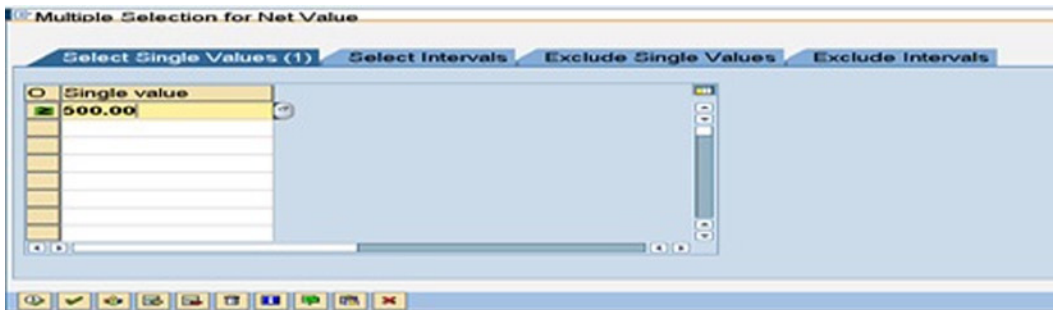 Multiple Selection for Net Value
Select Single Values (1) Select Intervals Exclude Single Values Exclude Intervals
O Single value
≥ 500.00